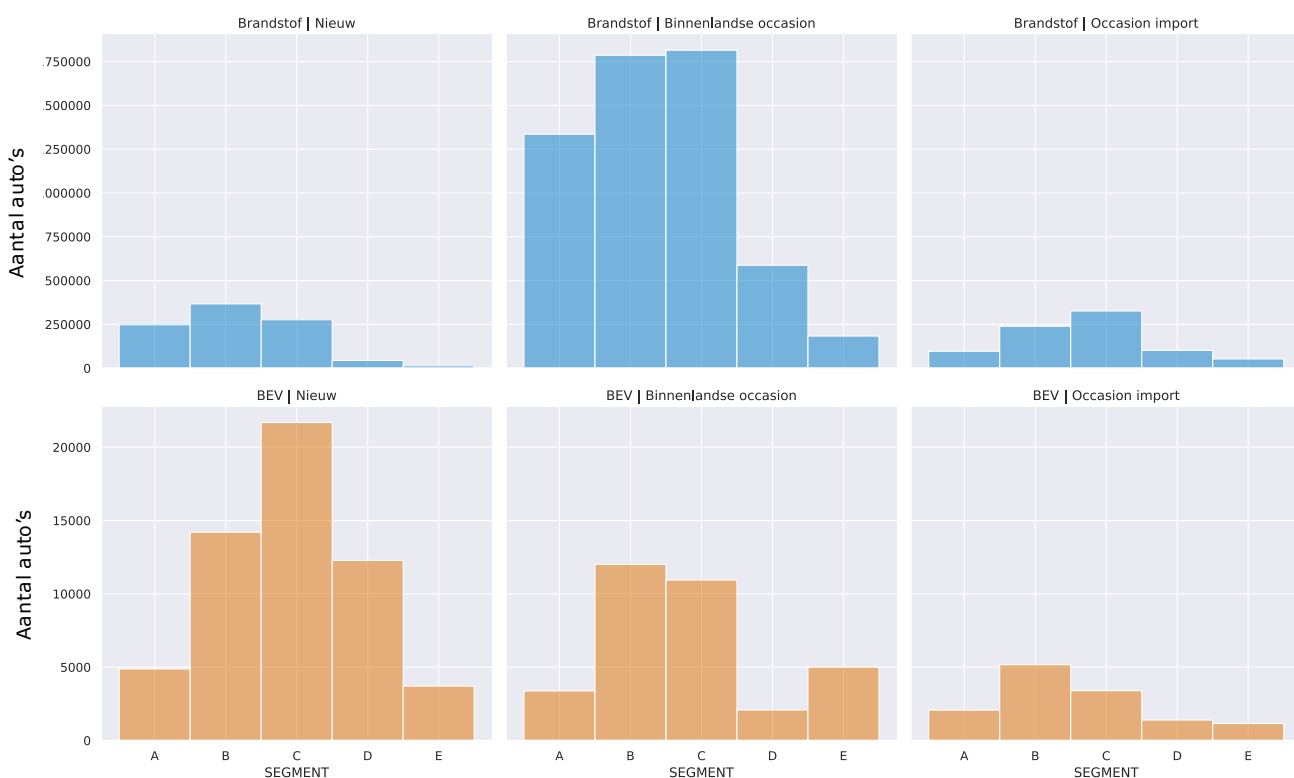 Brandstof | Nieuw
Brandstof | Binnenlandse occasion
Brandstof | Occasion import
Aantal auto’s
.750000
.500000
.250000
.000000
750000
500000
250000
0
BEV | Nieuw
BEV | Binnenlandse occasion
BEV | Occasion import
Aantal auto’s
20000
15000
10000
5000
0
A B C D E
A B C D E
A B C D E
SEGMENT
SEGMENT
SEGMENT